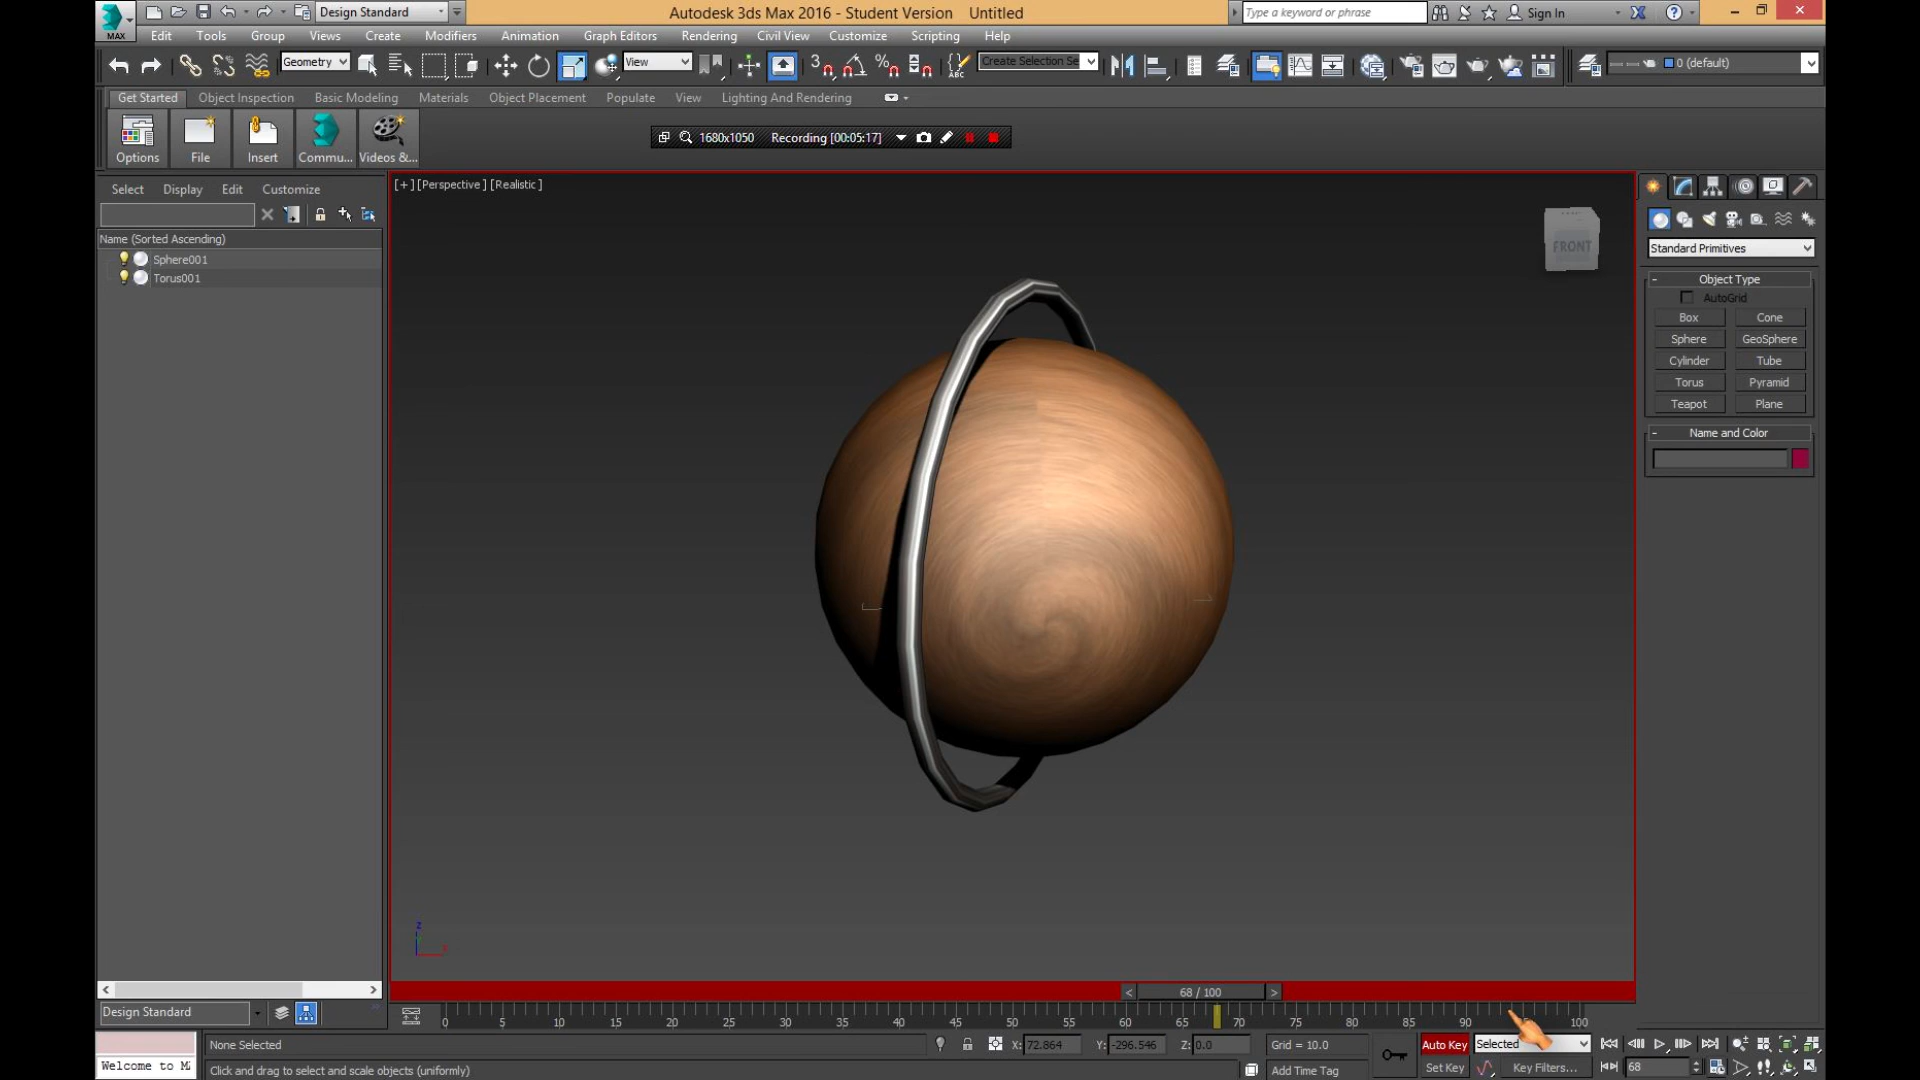 MAX
Design Standard
Autodesk 3ds Max 2016 - Student Version Untitled
Type a keyword or phrase
Sign In
Edit Tools Group Views Create Modifiers Animation Graph Editors Rendering Civil View Customize Scripting Help
Geometry
View
Create Selection Se
0 (default)
Get Started Object Inspection Basic Modeling Materials Object Placement Populate View Lighting And Rendering
Options File Insert Commu... Videos &...
1680x1050 Recording [00:05:17]
Select Display Edit Customize
Name (Sorted Ascending)
Sphere001
Torus001
[+] [Perspective] [Realistic]
FRONT
Standard Primitives
- Object Type
AutoGrid
Box Cone
Sphere GeoSphere
Cylinder Tube
Torus Pyramid
Teapot Plane
- Name and Color
z
x
< 68 / 100 >
Design Standard
0 5 10 15 20 25 30 35 40 45 50 55 60 65 70 75 80 85 90 100
None Selected
X: 72.864 Y: -296.546 Z: 0.0
Grid = 10.0
Auto Key
Selected
Welcome to M
Click and drag to select and scale objects (uniformly)
Add Time Tag
Set Key
Key Filters...
68